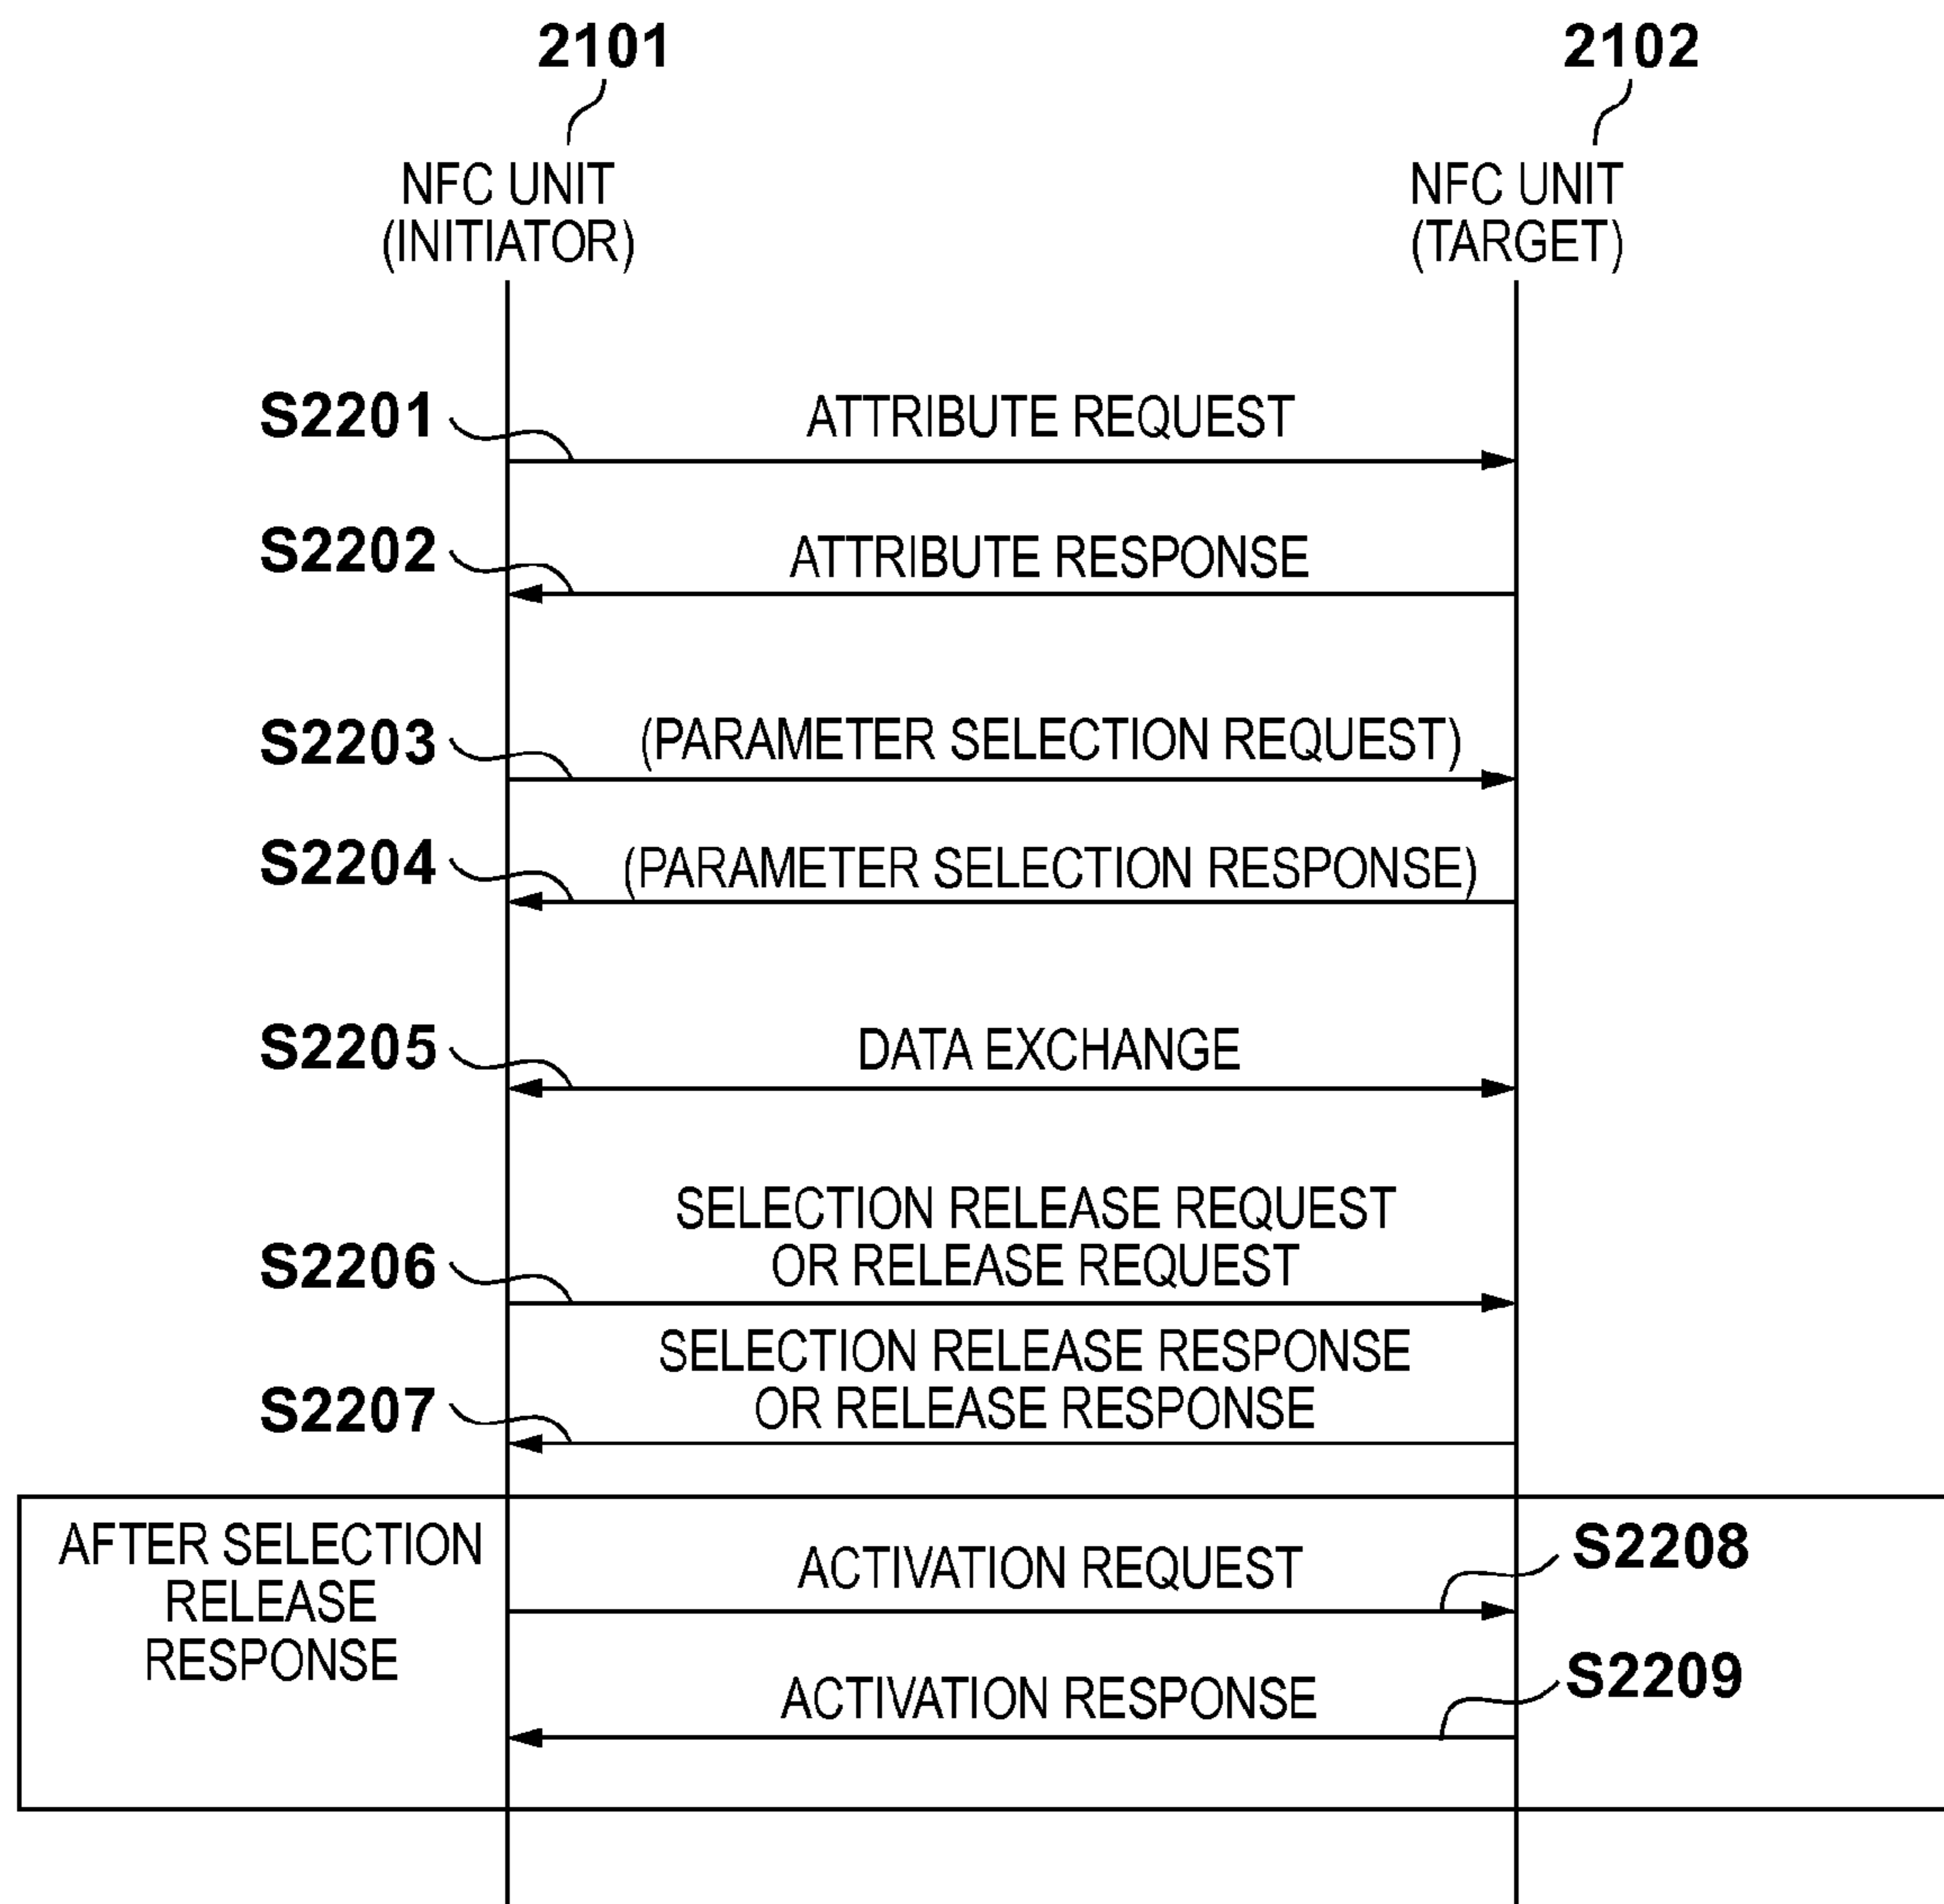 2101
2102
NFC UNIT
(INITIATOR)
NFC UNIT
(TARGET)
S2201
ATTRIBUTE REQUEST
S2202
ATTRIBUTE RESPONSE
S2203
(PARAMETER SELECTION REQUEST)
S2204
(PARAMETER SELECTION RESPONSE)
S2205
DATA EXCHANGE
S2206
SELECTION RELEASE REQUEST
OR RELEASE REQUEST
S2207
SELECTION RELEASE RESPONSE
OR RELEASE RESPONSE
AFTER SELECTION
RELEASE
RESPONSE
ACTIVATION REQUEST
S2208
ACTIVATION RESPONSE
S2209